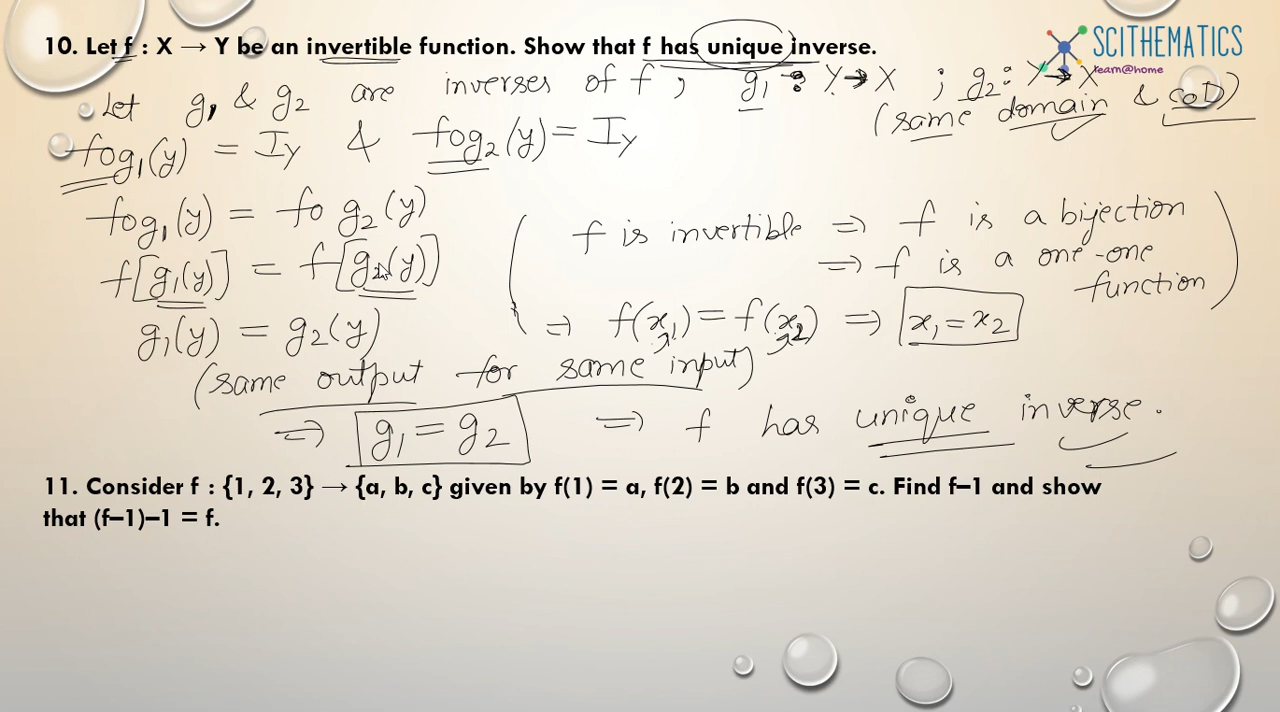 10. Let f : X → Y be an invertible function. Show that f has unique inverse.
SCITHEMATICS
learn@home
Let g₁ & g₂ are inverses of f ; g₁ : Y→X ; g₂ : Y→X
(same domain & CoD)
fog₁(y) = I_Y & fog₂(y) = I_Y
fog₁(y) = fo g₂(y)
f[g₁(y)] = f[g₂(y)]
g₁(y) = g₂(y)
(same output for same input)
⇒ g₁ = g₂ ⇒ f has unique inverse.
(f is invertible ⇒ f is a bijection
⇒ f is a one-one
function)
⇒ f(x₁) = f(x₂) ⇒ x₁ = x₂
11. Consider f : {1, 2, 3} → {a, b, c} given by f(1) = a, f(2) = b and f(3) = c. Find f–1 and show
that (f–1)–1 = f.